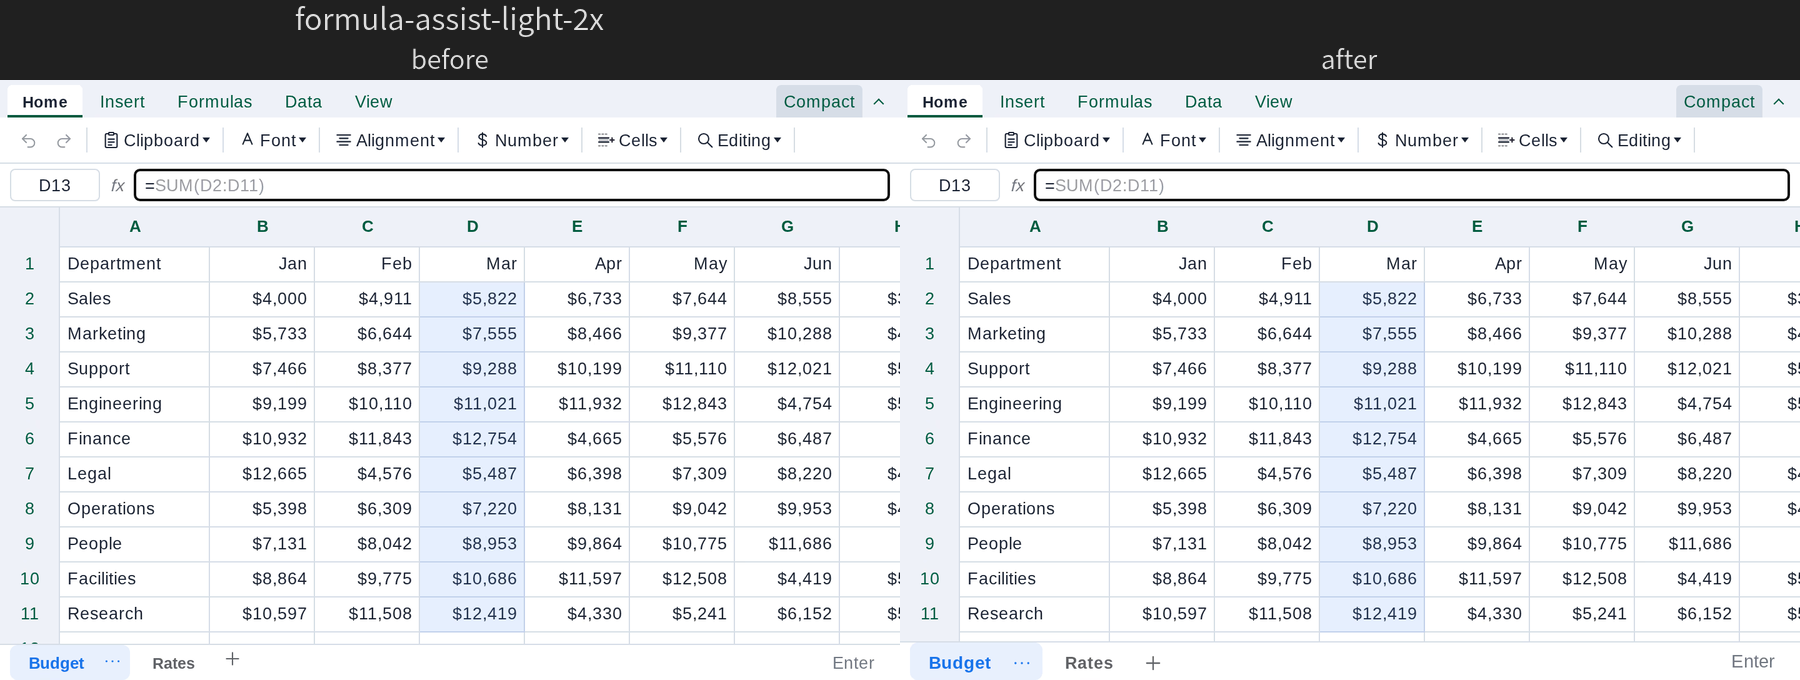 formula-assist-light-2x
before
after
Home Insert Formulas Data View Compact
Clipboard Font Alignment $ Number Cells Editing
D13 fx =SUM(D2:D11)
A B C D E F G
1 Department Jan Feb Mar Apr May Jun
2 Sales $4,000 $4,911 $5,822 $6,733 $7,644 $8,555
3 Marketing $5,733 $6,644 $7,555 $8,466 $9,377 $10,288
4 Support $7,466 $8,377 $9,288 $10,199 $11,110 $12,021
5 Engineering $9,199 $10,110 $11,021 $11,932 $12,843 $4,754
6 Finance $10,932 $11,843 $12,754 $4,665 $5,576 $6,487
7 Legal $12,665 $4,576 $5,487 $6,398 $7,309 $8,220
8 Operations $5,398 $6,309 $7,220 $8,131 $9,042 $9,953
9 People $7,131 $8,042 $8,953 $9,864 $10,775 $11,686
10 Facilities $8,864 $9,775 $10,686 $11,597 $12,508 $4,419
11 Research $10,597 $11,508 $12,419 $4,330 $5,241 $6,152
Budget ... Rates + Enter
Home Insert Formulas Data View Compact
Clipboard Font Alignment $ Number Cells Editing
D13 fx =SUM(D2:D11)
A B C D E F G
1 Department Jan Feb Mar Apr May Jun
2 Sales $4,000 $4,911 $5,822 $6,733 $7,644 $8,555
3 Marketing $5,733 $6,644 $7,555 $8,466 $9,377 $10,288
4 Support $7,466 $8,377 $9,288 $10,199 $11,110 $12,021
5 Engineering $9,199 $10,110 $11,021 $11,932 $12,843 $4,754
6 Finance $10,932 $11,843 $12,754 $4,665 $5,576 $6,487
7 Legal $12,665 $4,576 $5,487 $6,398 $7,309 $8,220
8 Operations $5,398 $6,309 $7,220 $8,131 $9,042 $9,953
9 People $7,131 $8,042 $8,953 $9,864 $10,775 $11,686
10 Facilities $8,864 $9,775 $10,686 $11,597 $12,508 $4,419
11 Research $10,597 $11,508 $12,419 $4,330 $5,241 $6,152
Budget ... Rates + Enter